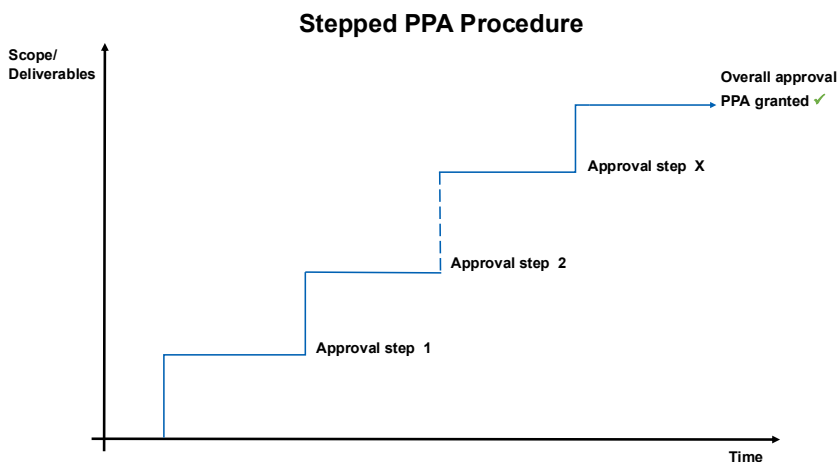 Stepped PPA Procedure
Scope/
Deliverables
Overall approval
PPA granted ✓
Approval step X
Approval step 2
Approval step 1
Time